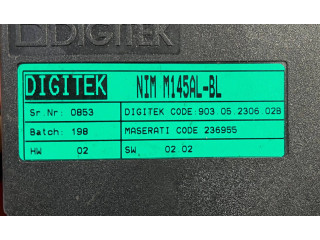 DIGITEK
DIGITEK NIM M145AL-BL
Sr.Nr: 0853 DIGITEK CODE:903.05.2306.028
Batch: 198 MASERATI CODE 236955
HW 02 SW 02.02